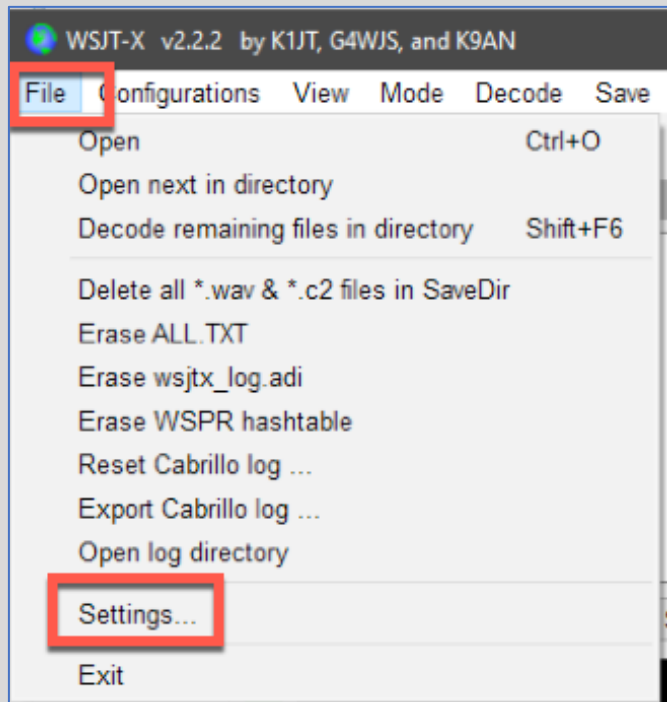 WSJT-X v2.2.2 by K1JT, G4WJS, and K9AN
File Configurations View Mode Decode Save
Open Ctrl+O
Open next in directory
Decode remaining files in directory Shift+F6
Delete all *.wav & *.c2 files in SaveDir
Erase ALL.TXT
Erase wsjtx_log.adi
Erase WSPR hashtable
Reset Cabrillo log ...
Export Cabrillo log ...
Open log directory
Settings...
Exit